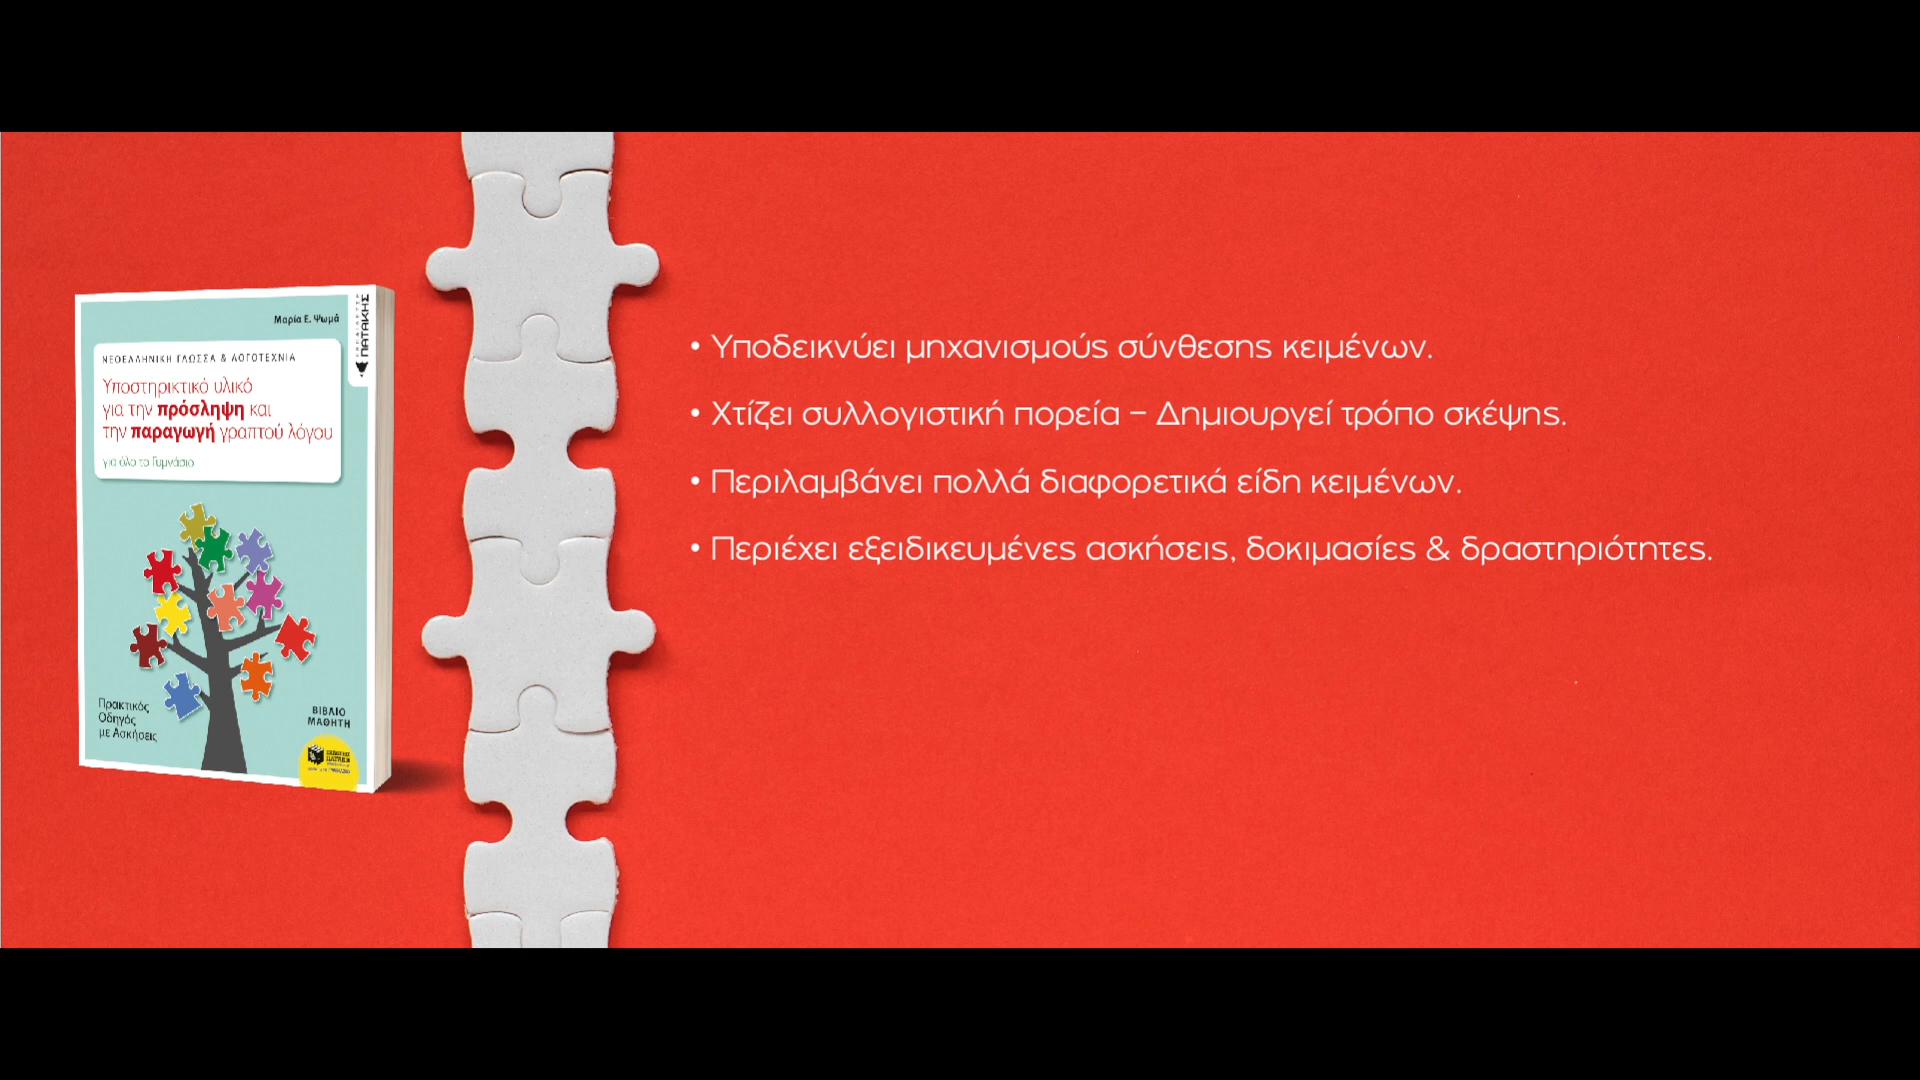 Μαρία Ε. Ψωμά
ΠΑΤΑΚΗΣ
ΝΕΟΕΛΛΗΝΙΚΗ ΓΛΩΣΣΑ & ΛΟΓΟΤΕΧΝΙΑ
Υποστηρικτικό υλικό
για την πρόσληψη και
την παραγωγή γραπτού λόγου
για όλο το Γυμνάσιο
Πρακτικός
Οδηγός
με Ασκήσεις
ΒΙΒΛΙΟ
ΜΑΘΗΤΗ
• Υποδεικνύει μηχανισμούς σύνθεσης κειμένων.
• Χτίζει συλλογιστική πορεία – Δημιουργεί τρόπο σκέψης.
• Περιλαμβάνει πολλά διαφορετικά είδη κειμένων.
• Περιέχει εξειδικευμένες ασκήσεις, δοκιμασίες & δραστηριότητες.